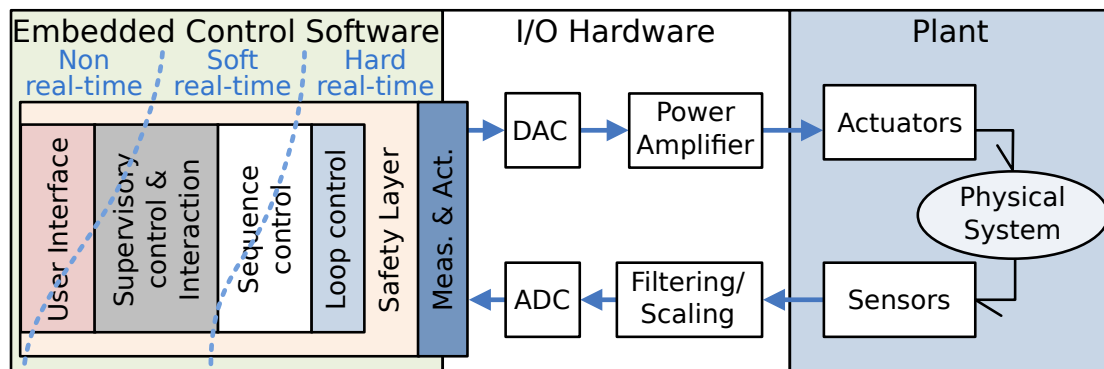 Embedded Control Software
I/O Hardware
Plant
Non
real-time
Soft
real-time
Hard
real-time
User Interface
Supervisory
control &
Interaction
Sequence
control
Loop control
Safety Layer
Meas. & Act.
DAC
Power
Amplifier
Actuators
Physical
System
ADC
Filtering/
Scaling
Sensors